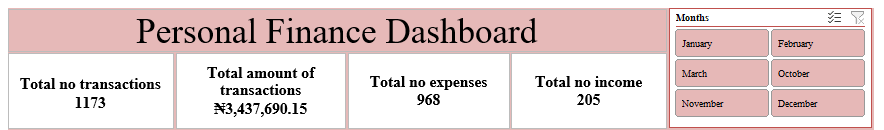 Personal Finance Dashboard
Total no transactions
1173
Total amount of
transactions
₦3,437,690.15
Total no expenses
968
Total no income
205
Months
January
February
March
October
November
December